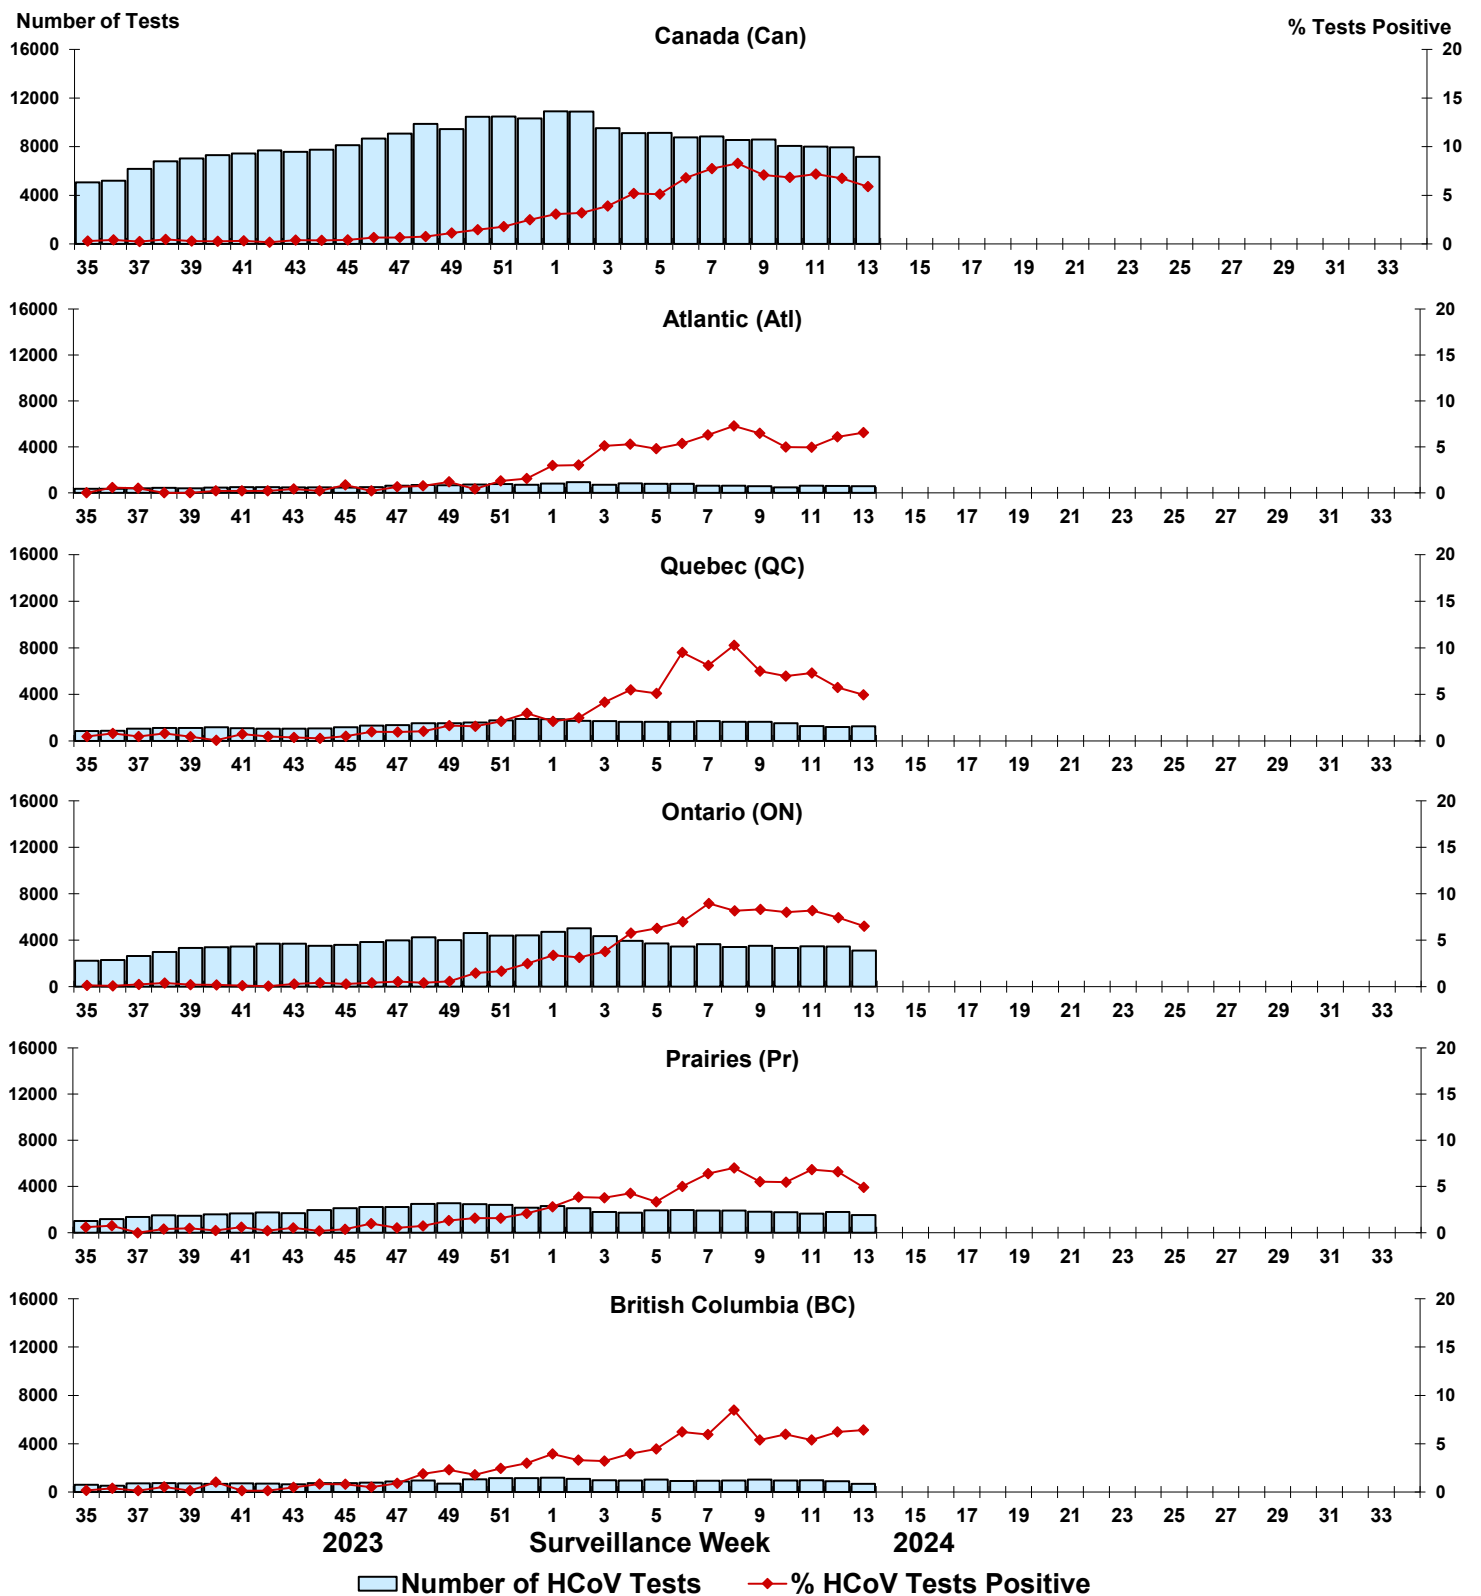 Number of Tests
Canada (Can)
% Tests Positive
16000 20
12000 15
8000 10
4000 5
0 0
35 37 39 41 43 45 47 49 51 1 3 5 7 9 11 13 15 17 19 21 23 25 27 29 31 33
Atlantic (Atl)
16000 20
12000 15
8000 10
4000 5
0 0
35 37 39 41 43 45 47 49 51 1 3 5 7 9 11 13 15 17 19 21 23 25 27 29 31 33
Quebec (QC)
16000 20
12000 15
8000 10
4000 5
0 0
35 37 39 41 43 45 47 49 51 1 3 5 7 9 11 13 15 17 19 21 23 25 27 29 31 33
Ontario (ON)
16000 20
12000 15
8000 10
4000 5
0 0
35 37 39 41 43 45 47 49 51 1 3 5 7 9 11 13 15 17 19 21 23 25 27 29 31 33
Prairies (Pr)
16000 20
12000 15
8000 10
4000 5
0 0
35 37 39 41 43 45 47 49 51 1 3 5 7 9 11 13 15 17 19 21 23 25 27 29 31 33
British Columbia (BC)
16000 20
12000 15
8000 10
4000 5
0 0
35 37 39 41 43 45 47 49 51 1 3 5 7 9 11 13 15 17 19 21 23 25 27 29 31 33
2023 Surveillance Week 2024
Number of HCoV Tests % HCoV Tests Positive